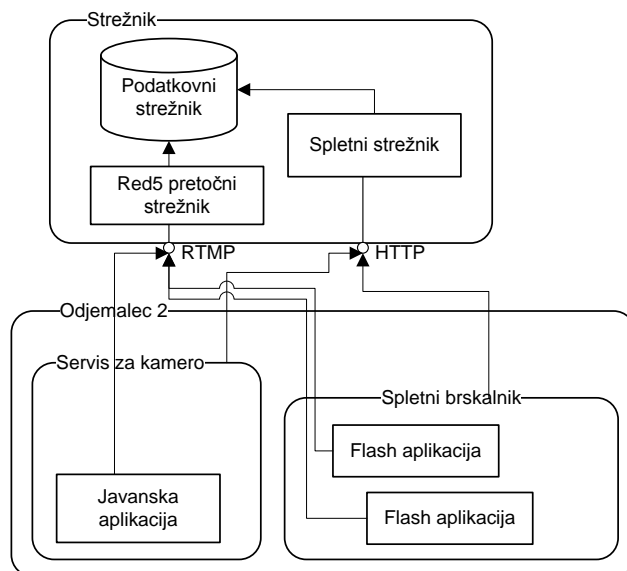 Strežnik
Podatkovni
strežnik
Spletni strežnik
Red5 pretočni
strežnik
RTMP
HTTP
Odjemalec 2
Servis za kamero
Spletni brskalnik
Flash aplikacija
Javanska
aplikacija
Flash aplikacija